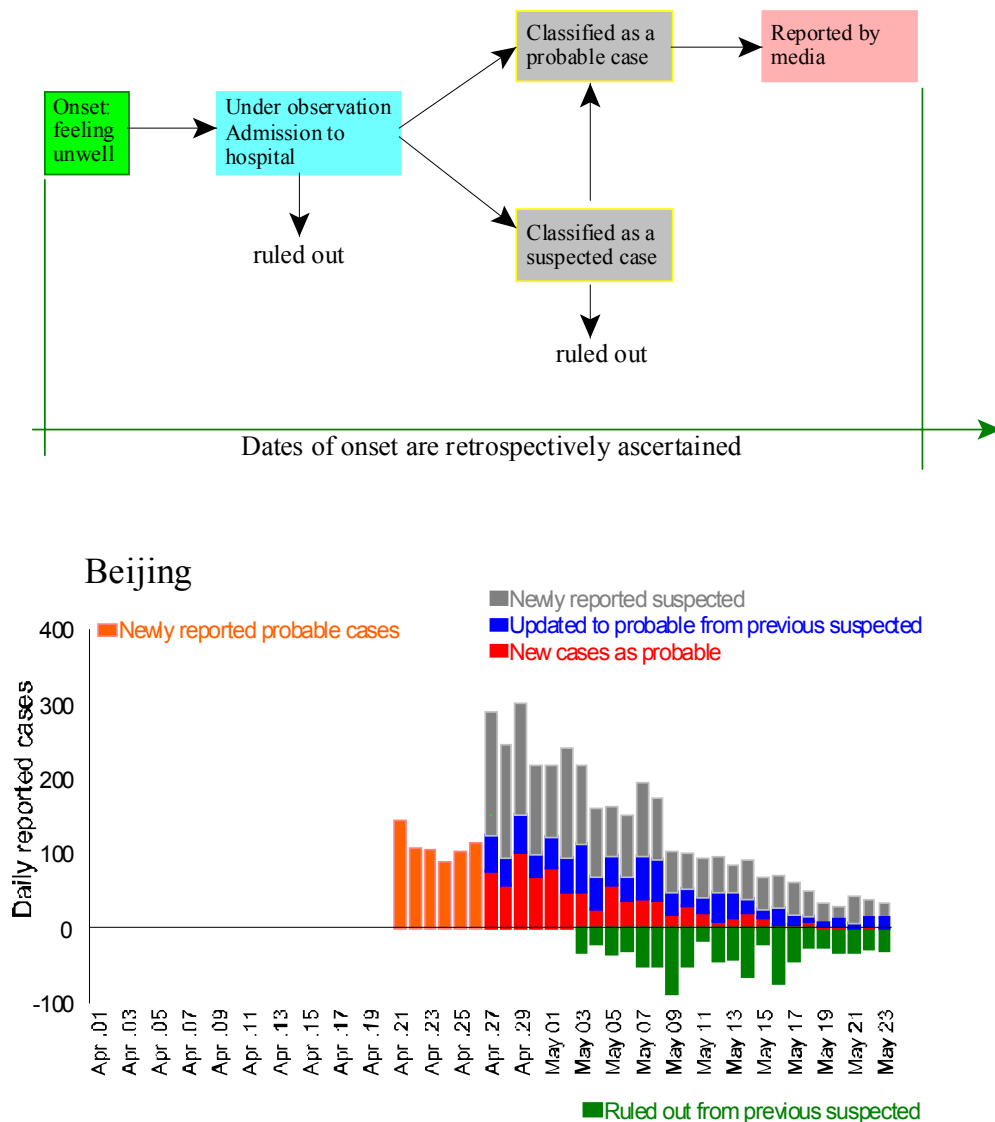 Classified as a
probable case
Reported by
media
Onset:
feeling
unwell
Under observation
Admission to
hospital
ruled out
Classified as a
suspected case
ruled out
Dates of onset are retrospectively ascertained
Beijing
Newly reported suspected
Newly reported probable cases
Updated to probable from previous suspected
New cases as probable
Daily reported cases
400
300
200
100
0
-100
Apr .01
Apr .03
Apr .05
Apr .07
Apr .09
Apr .11
Apr .13
Apr .15
Apr .17
Apr .19
Apr .21
Apr .23
Apr .25
Apr .27
Apr .29
May 01
May 03
May 05
May 07
May 09
May 11
May 13
May 15
May 17
May 19
May 21
May 23
Ruled out from previous suspected